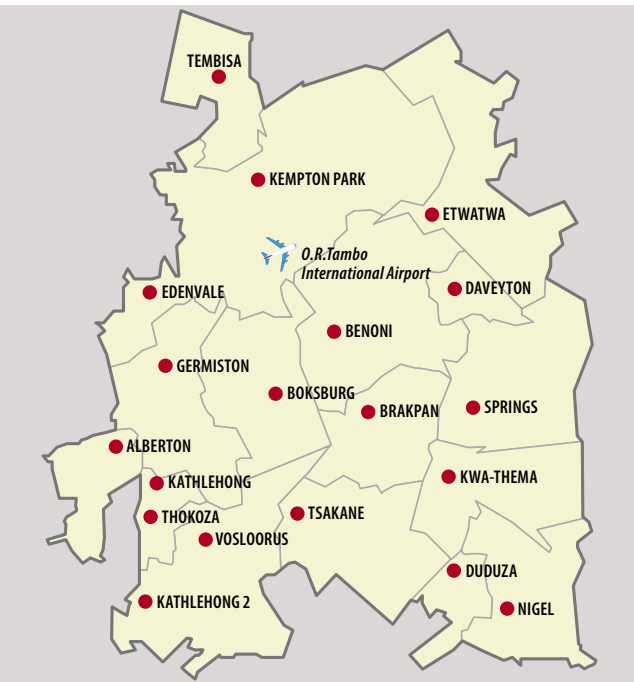 TEMBISA
KEMPTON PARK
ETWATWA
O.R.Tambo
International Airport
DAVEYTON
EDENVALE
BENONI
GERMISTON
BOKSBURG
BRAKPAN
SPRINGS
ALBERTON
KWA-THEMA
KATHLEHONG
THOKOZA
TSAKANE
VOSLOORUS
DUDUZA
KATHLEHONG 2
NIGEL